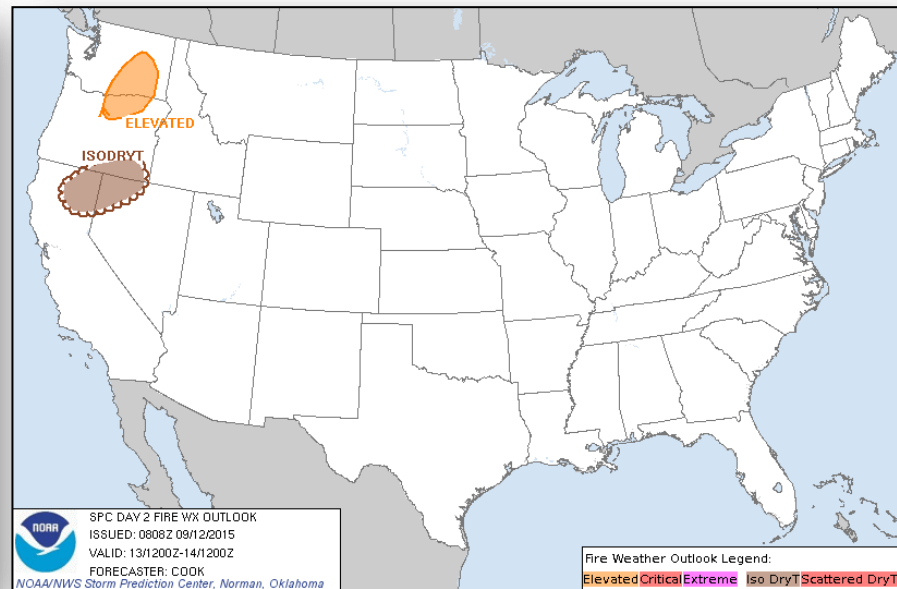 ELEVATED
ISODRYT
NOAA
SPC DAY 2 FIRE WX OUTLOOK
ISSUED: 0808Z 09/12/2015
VALID: 13/1200Z-14/1200Z
FORECASTER: COOK
NOAA/NWS Storm Prediction Center, Norman, Oklahoma
Fire Weather Outlook Legend:
Elevated Critical Extreme Iso DryT Scattered DryT